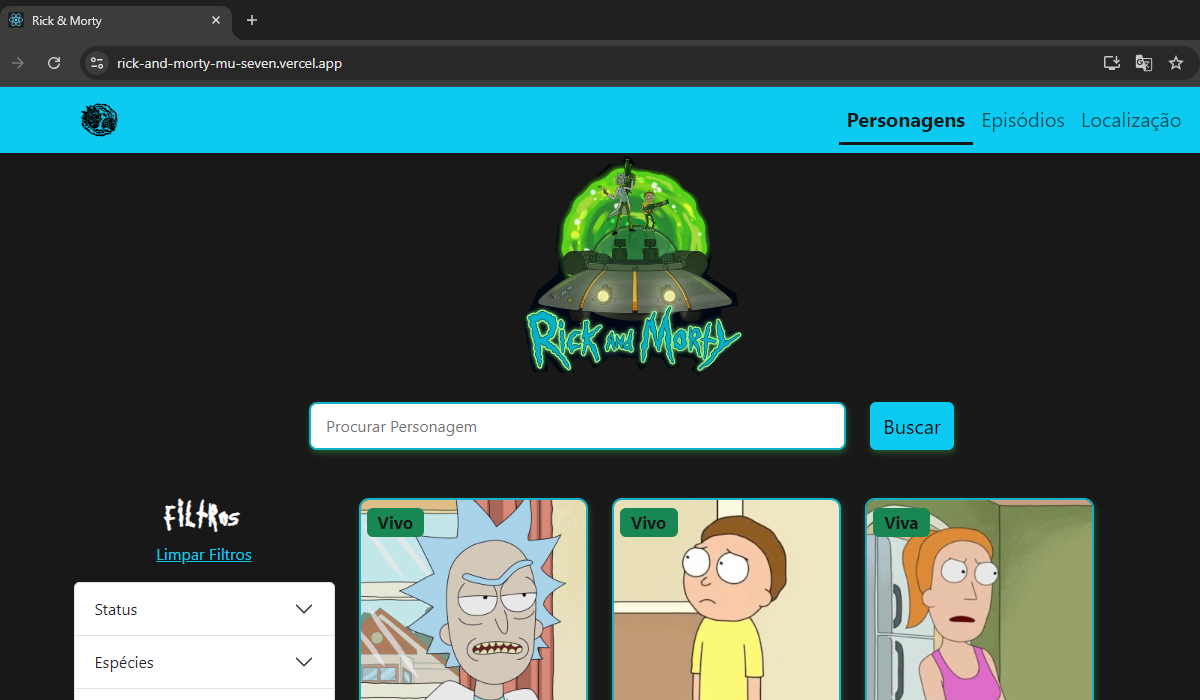 Rick & Morty
rick-and-morty-mu-seven.vercel.app
Personagens Episódios Localização
Rick and Morty
Procurar Personagem Buscar
Filtros
Limpar Filtros
Vivo Vivo Viva
Status
Espécies